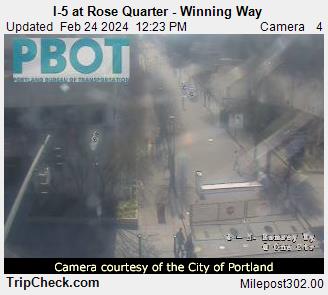 I-5 at Rose Quarter - Winning Way
Updated Feb 24 2024 12:23 PM Camera 4
PBOT
PORTLAND BUREAU OF TRANSPORTATION
Camera courtesy of the City of Portland
TripCheck.com Milepost302.00